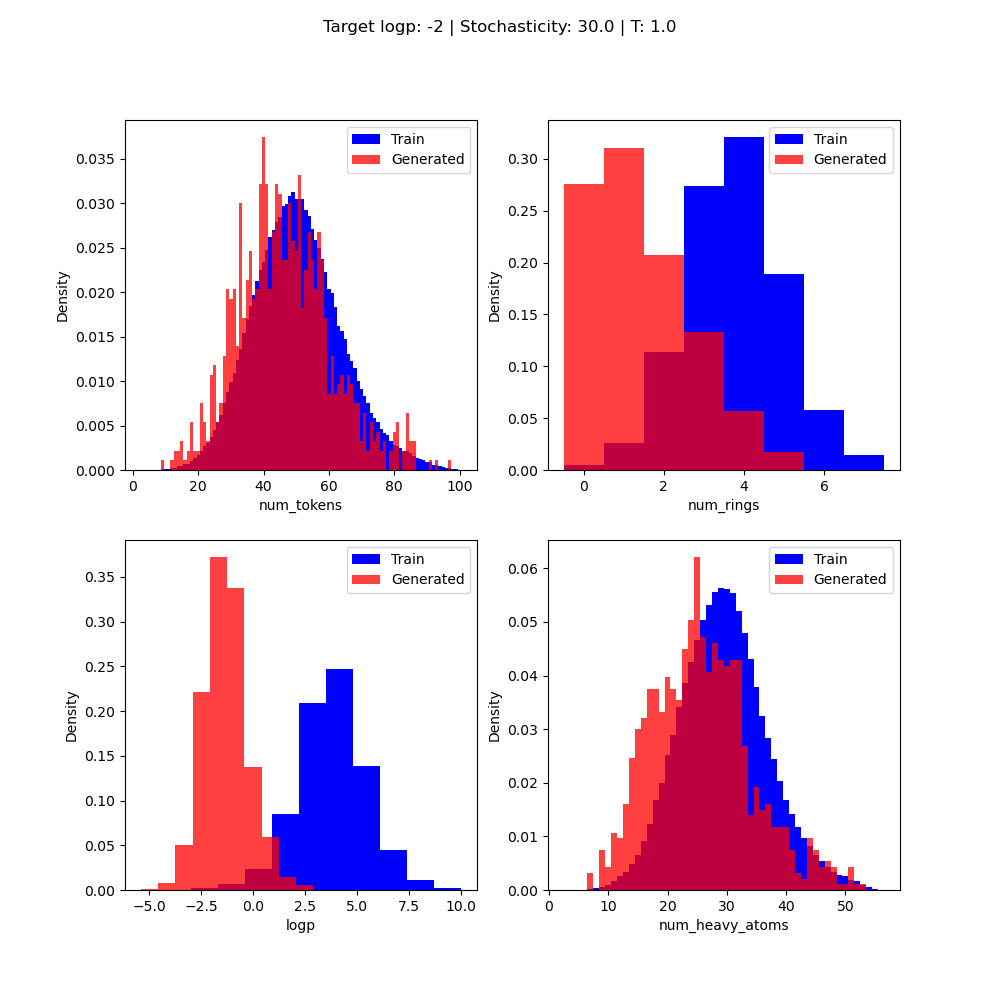 Target logp: -2 | Stochasticity: 30.0 | T: 1.0
Train
Generated
0.035
0.030
0.025
0.020
0.015
0.010
0.005
0.000
Density
0 20 40 60 80 100
num_tokens
Train
Generated
0.30
0.25
0.20
0.15
0.10
0.05
0.00
Density
0 2 4 6
num_rings
Train
Generated
0.35
0.30
0.25
0.20
0.15
0.10
0.05
0.00
Density
−5.0 −2.5 0.0 2.5 5.0 7.5 10.0
logp
Train
Generated
0.06
0.05
0.04
0.03
0.02
0.01
0.00
Density
0 10 20 30 40 50
num_heavy_atoms